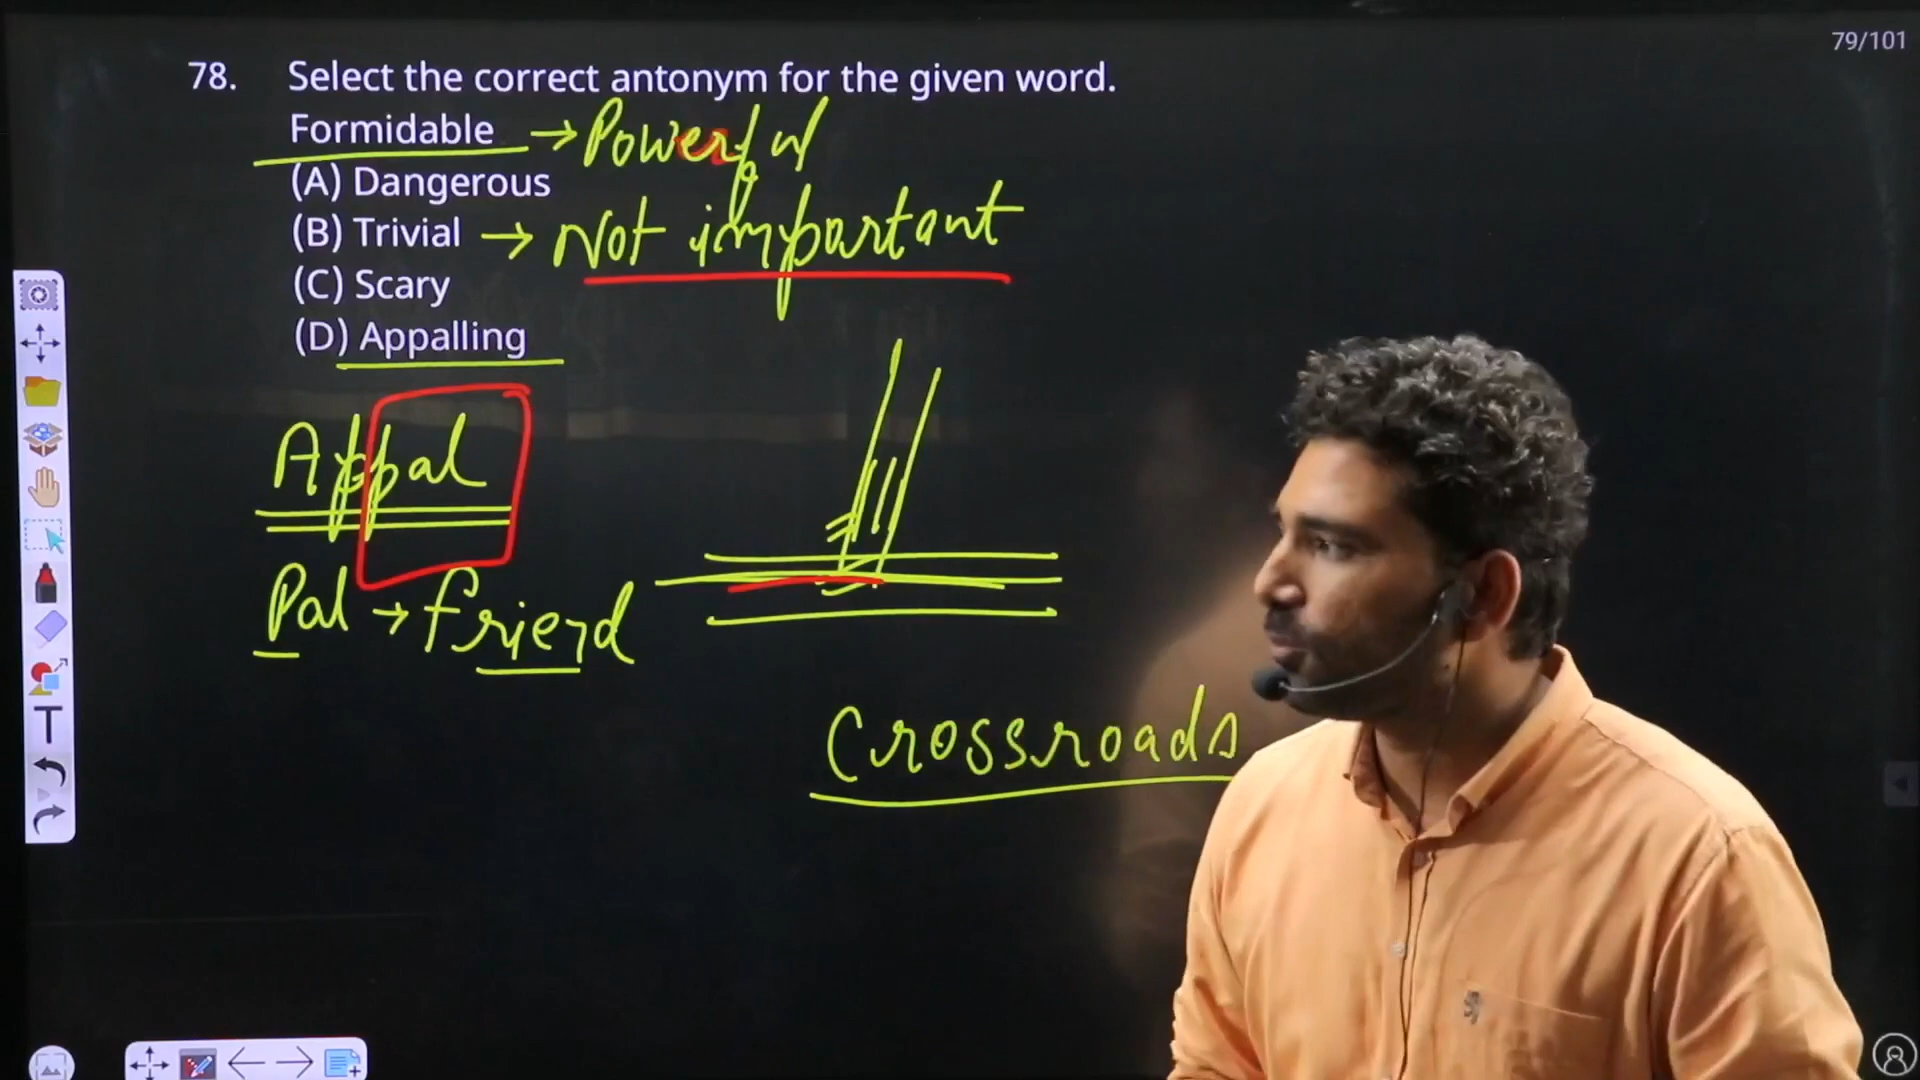 79/101
78. Select the correct antonym for the given word.
Formidable → Powerful
(A) Dangerous
(B) Trivial → Not important
(C) Scary
(D) Appalling
Appal
Pal → friend
Crossroads
T